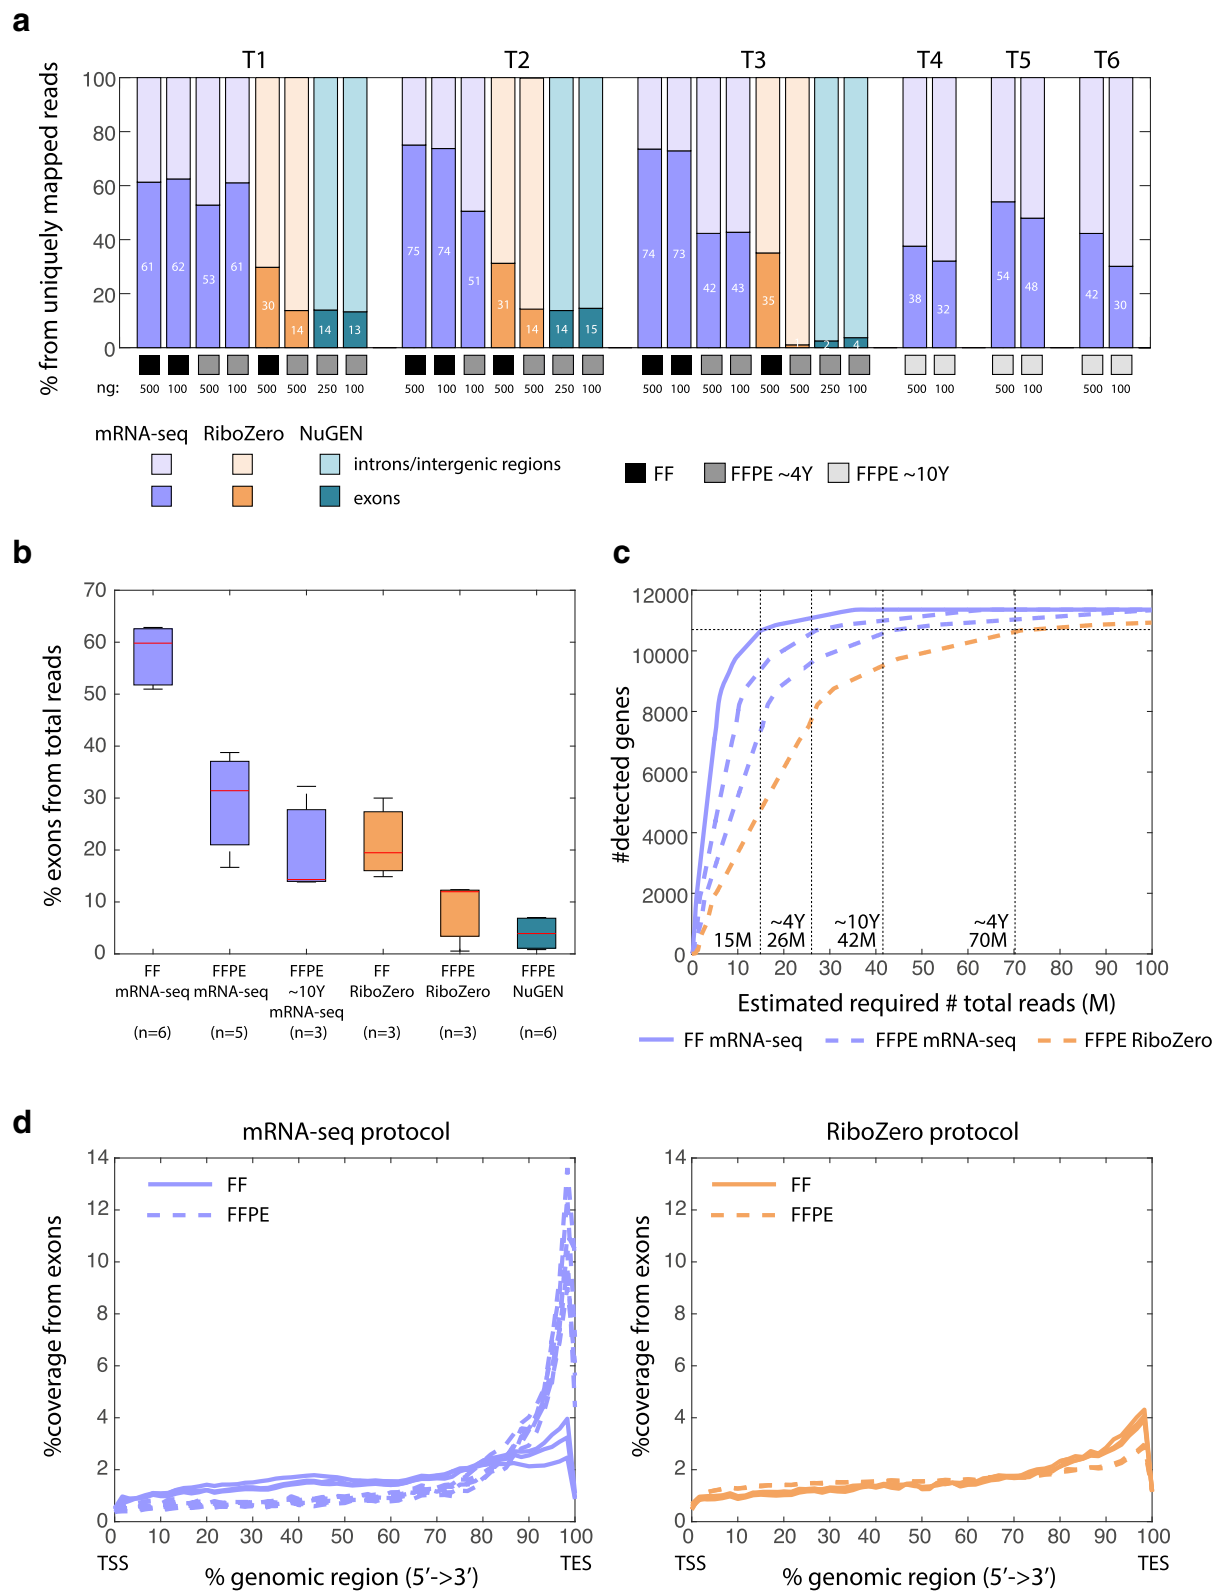 a
T1 T2 T3 T4 T5 T6
% from uniquely mapped reads
100
80
60
40
20
0
61 62 53 61 30 14 14 13 75 74 51 31 14 14 15 74 73 42 43 35 2 4 38 32 54 48 42 30
ng: 500 100 500 100 500 500 250 100 500 100 100 500 500 250 100 500 100 500 100 500 500 250 100 500 100 500 100 500 100
mRNA-seq RiboZero NuGEN
introns/intergenic regions
exons
FF FFPE ~4Y FFPE ~10Y
b
% exons from total reads
70
60
50
40
30
20
10
0
FF FFPE FFPE FF FFPE FFPE
mRNA-seq mRNA-seq ~10Y RiboZero RiboZero NuGEN
mRNA-seq
(n=6) (n=5) (n=3) (n=3) (n=3) (n=6)
c
#detected genes
12000
10000
8000
6000
4000
2000
0
~4Y ~10Y ~4Y
15M 26M 42M 70M
0 10 20 30 40 50 60 70 80 90 100
Estimated required # total reads (M)
FF mRNA-seq FFPE mRNA-seq FFPE RiboZero
d
mRNA-seq protocol
%coverage from exons
14
12
10
8
6
4
2
0
FF
FFPE
0 10 20 30 40 50 60 70 80 90 100
TSS TES
% genomic region (5′->3′)
RiboZero protocol
%coverage from exons
14
12
10
8
6
4
2
0
FF
FFPE
0 10 20 30 40 50 60 70 80 90 100
TSS TES
% genomic region (5′->3′)